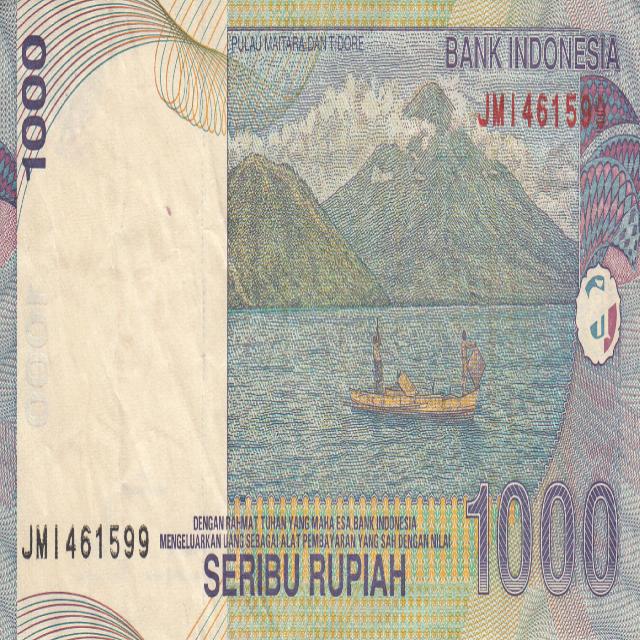 1000
PULAU MAITARA DAN TIDORE
BANK INDONESIA
JMI461599
JMI461599
DENGAN RAHMAT TUHAN YANG MAHA ESA BANK INDONESIA
MENGELUARKAN UANG SEBAGAI ALAT PEMBAYARAN YANG SAH DENGAN NILAI
SERIBU RUPIAH
1000